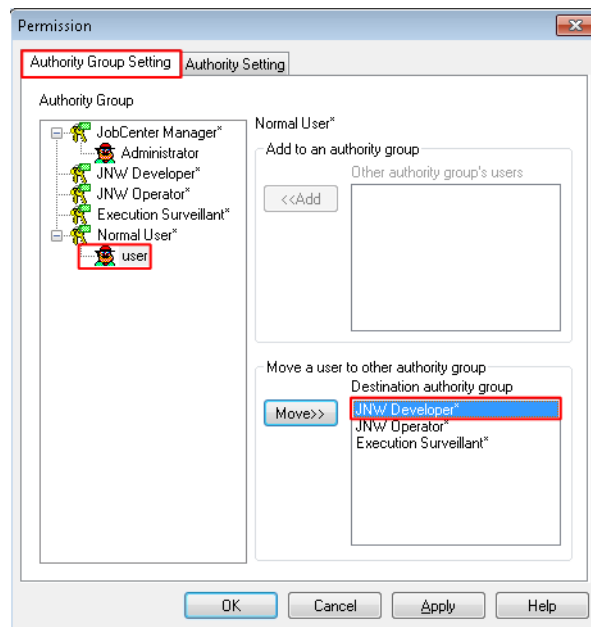 Permission
Authority Group Setting
Authority Setting
Authority Group
JobCenter Manager*
Administrator
JNW Developer*
JNW Operator*
Execution Surveillant*
Normal User*
user
Normal User*
Add to an authority group
Other authority group's users
<<Add
Move a user to other authority group
Destination authority group
Move>>
JNW Developer*
JNW Operator*
Execution Surveillant*
OK
Cancel
Apply
Help